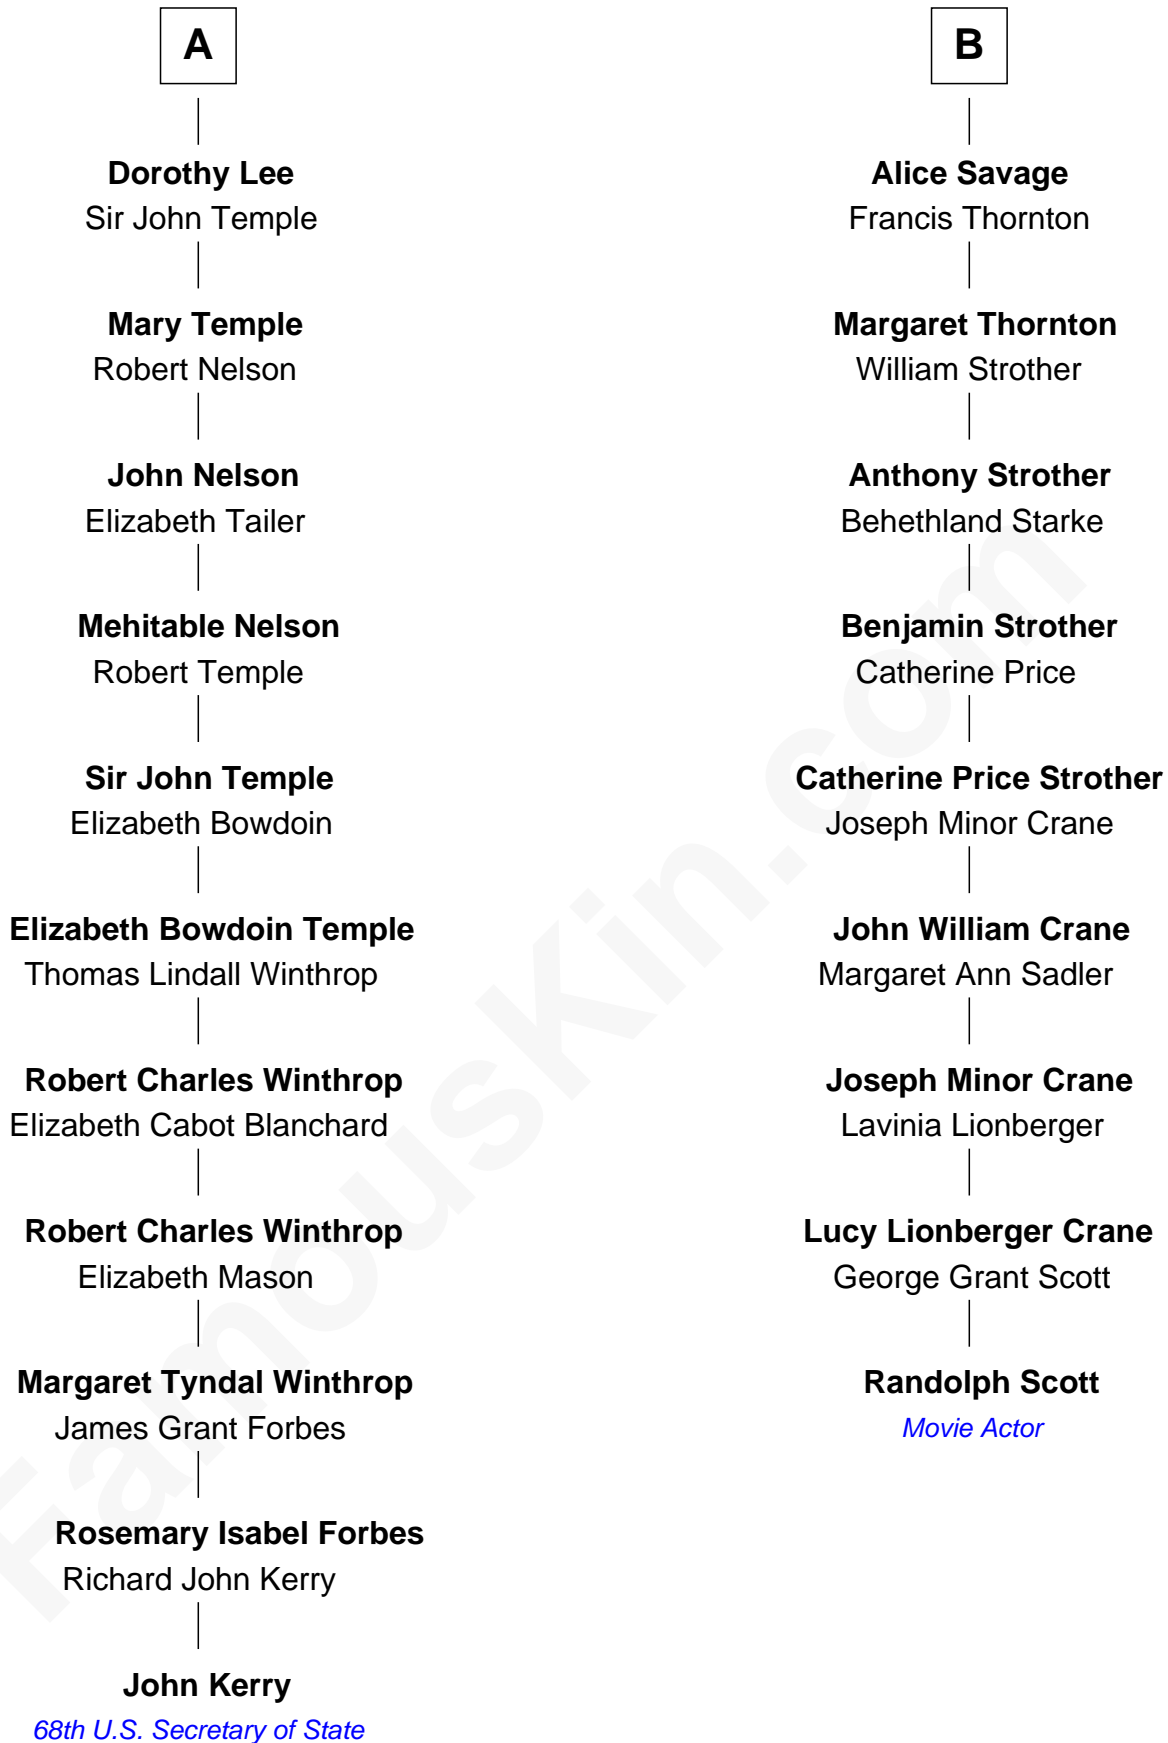 A
Dorothy Lee
Sir John Temple
Mary Temple
Robert Nelson
John Nelson
Elizabeth Tailer
Mehitable Nelson
Robert Temple
Sir John Temple
Elizabeth Bowdoin
Elizabeth Bowdoin Temple
Thomas Lindall Winthrop
Robert Charles Winthrop
Elizabeth Cabot Blanchard
Robert Charles Winthrop
Elizabeth Mason
Margaret Tyndal Winthrop
James Grant Forbes
Rosemary Isabel Forbes
Richard John Kerry
John Kerry
68th U.S. Secretary of State
B
Alice Savage
Francis Thornton
Margaret Thornton
William Strother
Anthony Strother
Behethland Starke
Benjamin Strother
Catherine Price
Catherine Price Strother
Joseph Minor Crane
John William Crane
Margaret Ann Sadler
Joseph Minor Crane
Lavinia Lionberger
Lucy Lionberger Crane
George Grant Scott
Randolph Scott
Movie Actor
FamousKin.com